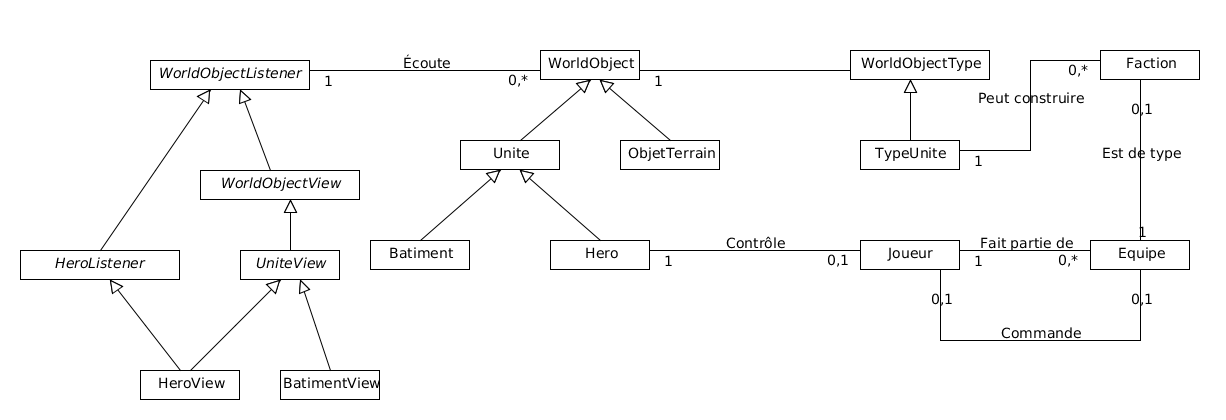 WorldObjectListener
1
Écoute
0,*
WorldObject
1
WorldObjectType
0,*
Faction
Peut construire
0,1
Unite
ObjetTerrain
TypeUnite
1
Est de type
WorldObjectView
1
HeroListener
UniteView
Batiment
Hero
1
Contrôle
0,1
Joueur
1
Fait partie de
0,*
Equipe
0,1
0,1
Commande
HeroView
BatimentView